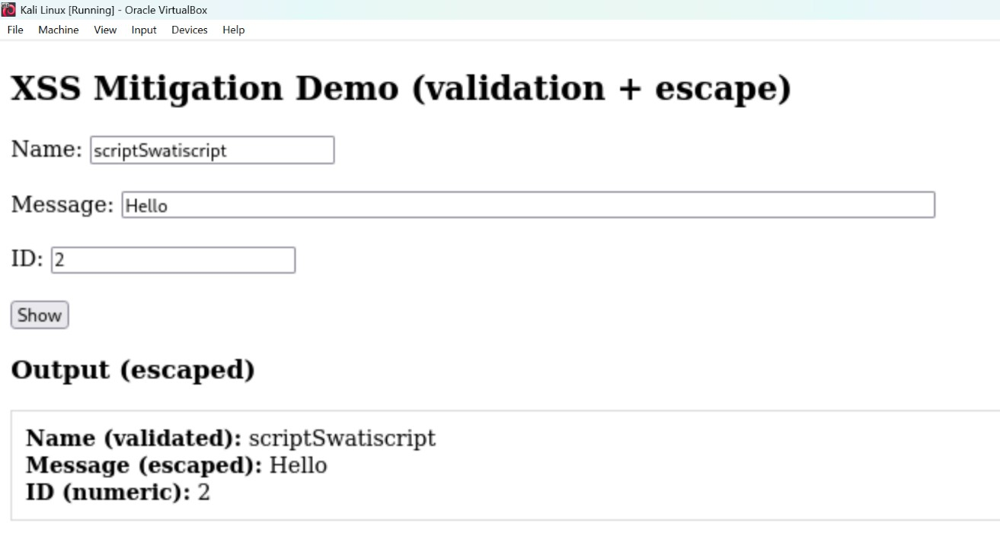 Kali Linux [Running] - Oracle VirtualBox
File Machine View Input Devices Help
XSS Mitigation Demo (validation + escape)
Name: scriptSwatiscript
Message: Hello
ID: 2
Show
Output (escaped)
Name (validated): scriptSwatiscript
Message (escaped): Hello
ID (numeric): 2